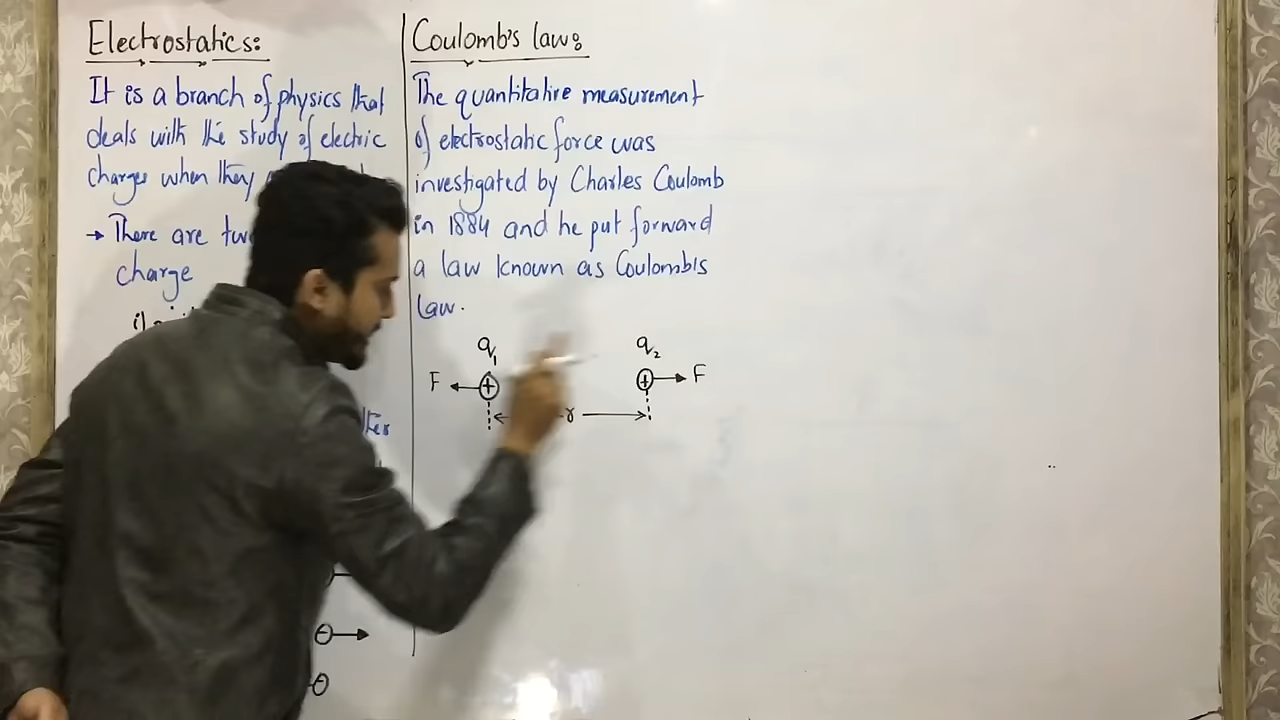 Electrostatics:
It is a branch of physics that
deals with the study of electric
charges when they
→ There are two
charge
Coulomb's law:
The quantitative measurement
of electrostatic force was
investigated by Charles Coulomb
in 1884 and he put forward
a law known as Coulombis
law.
q₁ q₂
F + + F
r
⊖